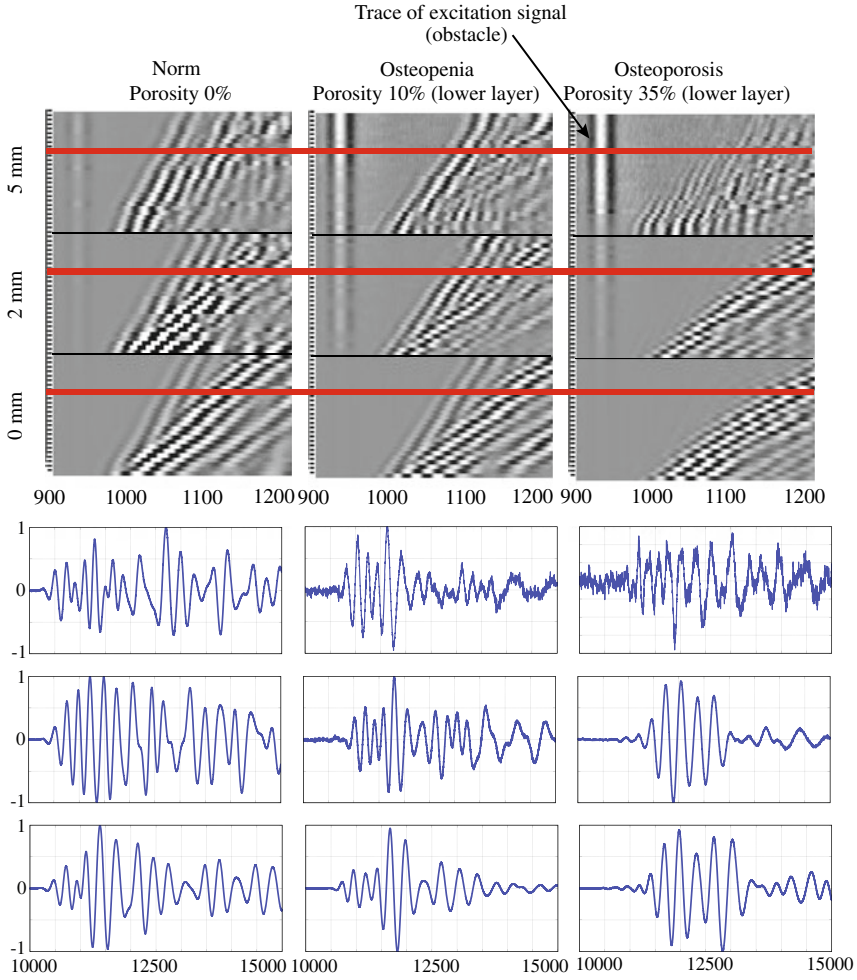 Trace of excitation signal
(obstacle)
Norm
Porosity 0%
Osteopenia
Porosity 10% (lower layer)
Osteoporosis
Porosity 35% (lower layer)
5 mm
2 mm
0 mm
900 1000 1100 1200
900 1000 1100 1200
900 1000 1100 1200
1
0
-1
1
0
-1
1
0
-1
10000 12500 15000
10000 12500 15000
10000 12500 15000